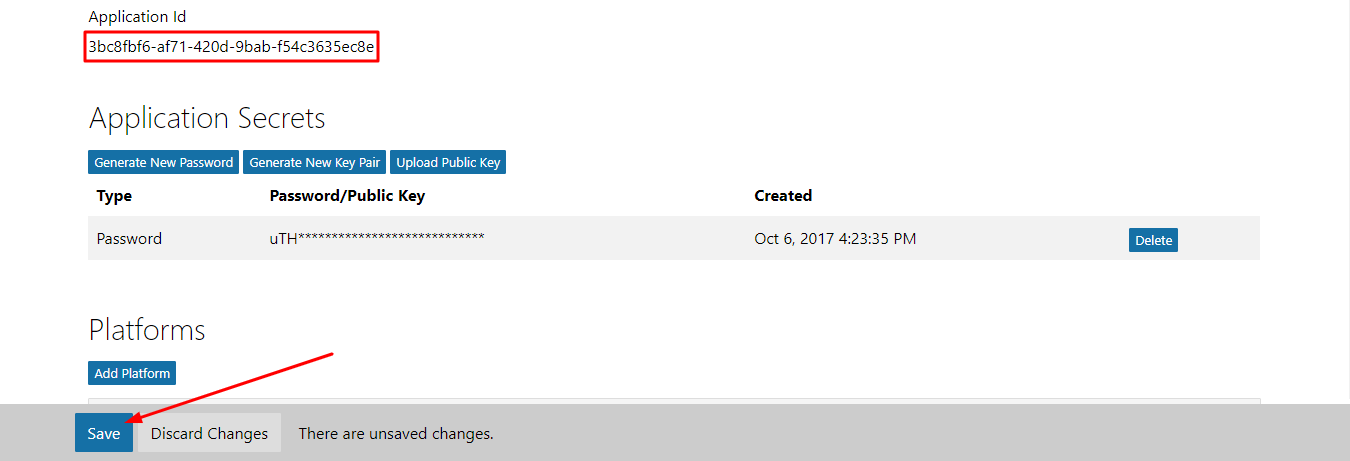 Application Id
3bc8fbf6-af71-420d-9bab-f54c3635ec8e
Application Secrets
Generate New Password Generate New Key Pair Upload Public Key
Type Password/Public Key Created
Password uTH**************************** Oct 6, 2017 4:23:35 PM Delete
Platforms
Add Platform
Save Discard Changes There are unsaved changes.